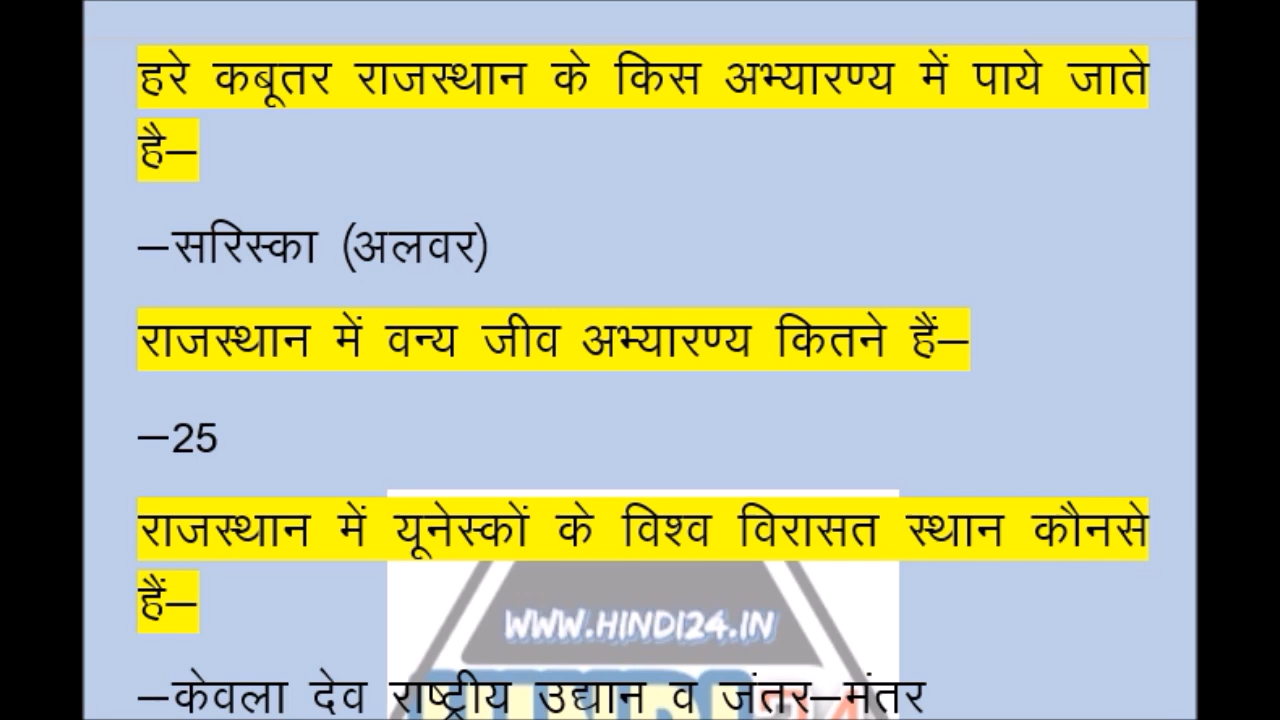 हरे कबूतर राजस्थान के किस अभ्यारण्य में पाये जाते
है–
–सरिस्का (अलवर)
राजस्थान में वन्य जीव अभ्यारण्य कितने हैं–
–25
राजस्थान में यूनेस्कों के विश्व विरासत स्थान कौनसे
हैं–
WWW.HINDI24.IN
–केवला देव राष्ट्रीय उद्यान व जंतर–मंतर